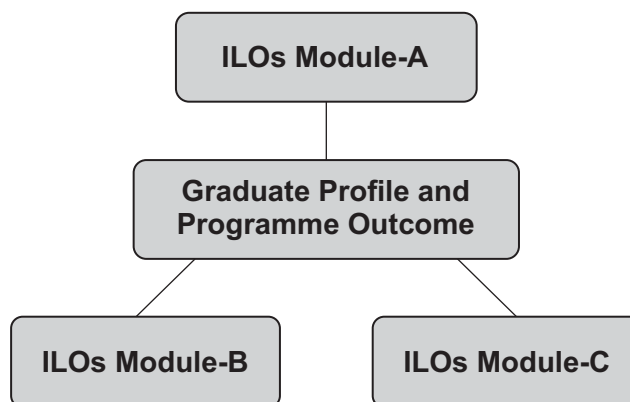 ILOs Module-A
Graduate Profile and
Programme Outcome
ILOs Module-B
ILOs Module-C